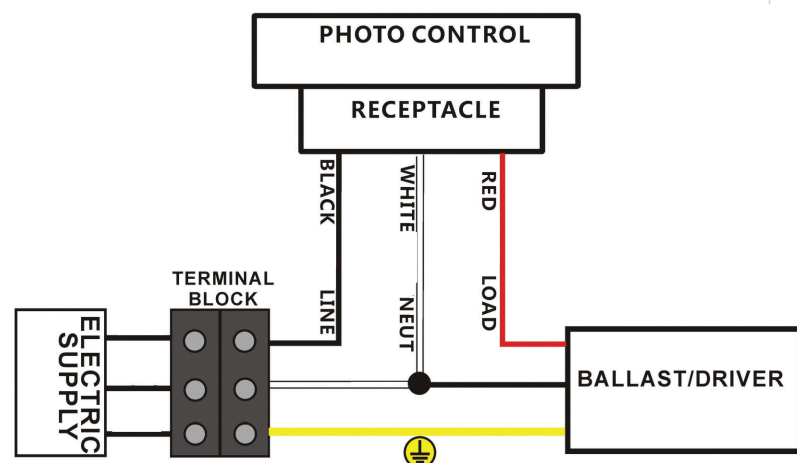 PHOTO CONTROL
RECEPTACLE
BLACK
WHITE
RED
LINE
NEUT
LOAD
TERMINAL
BLOCK
ELECTRIC
SUPPLY
BALLAST/DRIVER